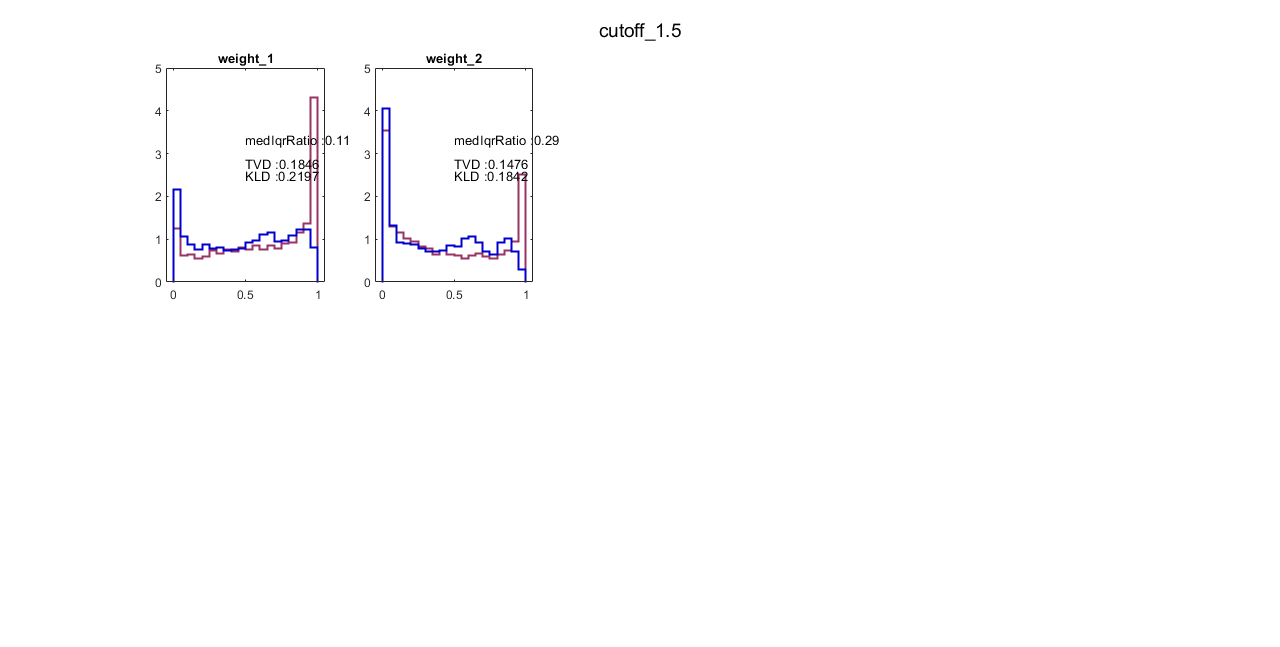 cutoff_1.5
weight_1
5
4
3
2
1
0
0
0.5
1
medIqrRatio :0.11
TVD :0.1846
KLD :0.2197
weight_2
5
4
3
2
1
0
0
0.5
1
medIqrRatio :0.29
TVD :0.1476
KLD :0.1842